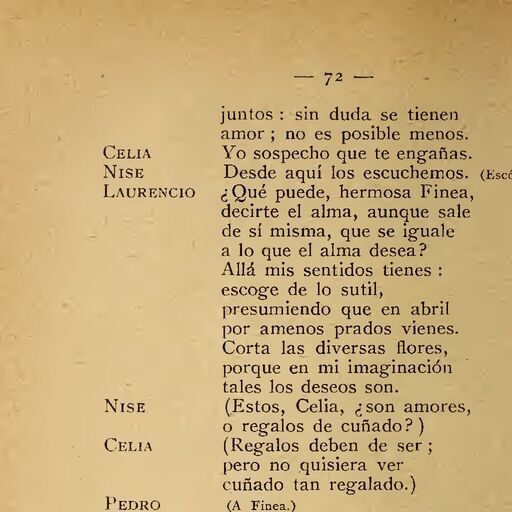 — 72 —
juntos : sin duda se tienen
amor ; no es posible menos.
CELIA Yo sospecho que te engañas.
NISE Desde aquí los escuchemos. (Escó
LAURENCIO ¿Qué puede, hermosa Finea,
decirte el alma, aunque sale
de sí misma, que se iguale
a lo que el alma desea?
Allá mis sentidos tienes :
escoge de lo sutil,
presumiendo que en abril
por amenos prados vienes.
Corta las diversas flores,
porque en mi imaginación
tales los deseos son.
NISE (Estos, Celia, ¿son amores,
o regalos de cuñado?)
CELIA (Regalos deben de ser ;
pero no quisiera ver
cuñado tan regalado.)
PEDRO (A Finea.)